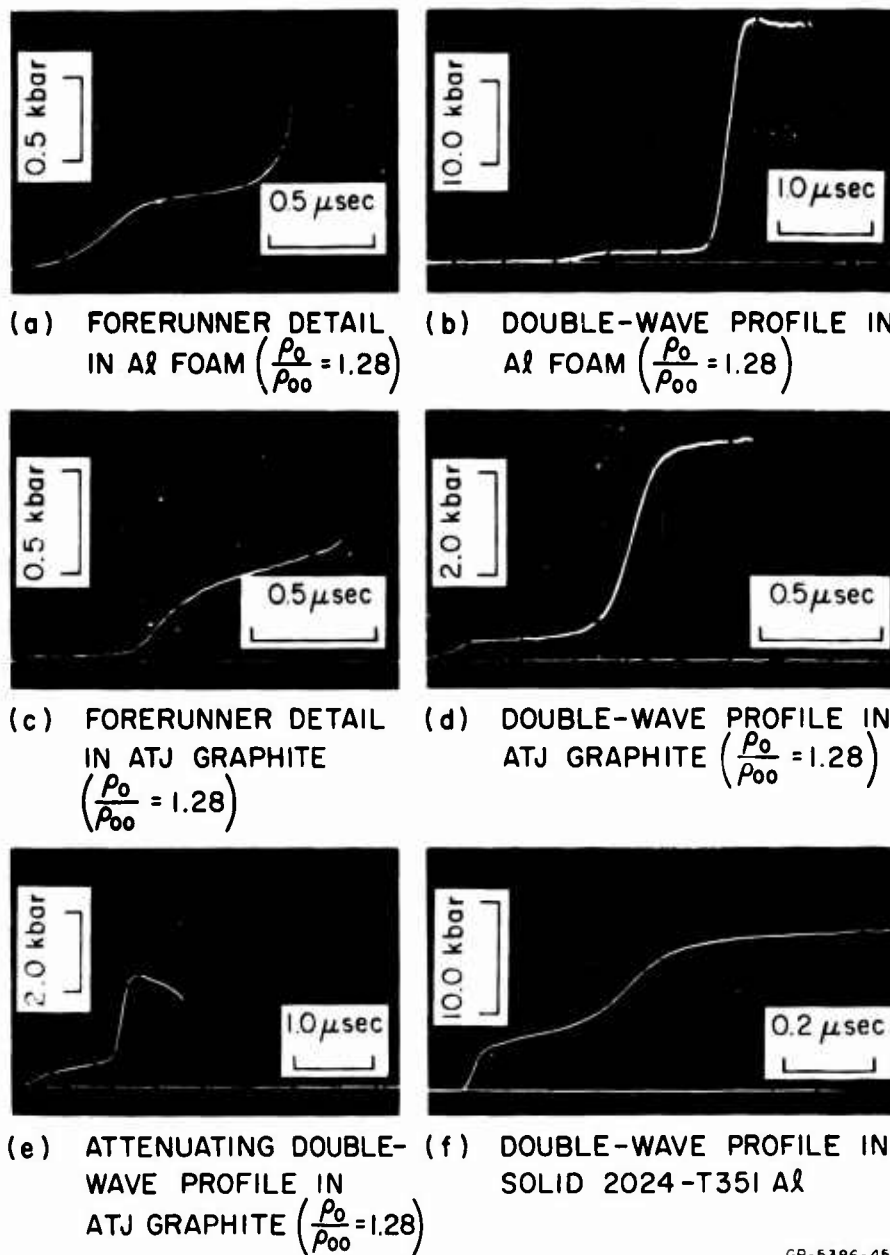 0.5 kbar
0.5 μsec
10.0 kbar
1.0 μsec
(a) FORERUNNER DETAIL
IN Aℓ FOAM (ρ₀/ρ₀₀ = 1.28)
(b) DOUBLE-WAVE PROFILE IN
Aℓ FOAM (ρ₀/ρ₀₀ = 1.28)
0.5 kbar
0.5 μsec
2.0 kbar
0.5 μsec
(c) FORERUNNER DETAIL
IN ATJ GRAPHITE
(ρ₀/ρ₀₀ = 1.28)
(d) DOUBLE-WAVE PROFILE IN
ATJ GRAPHITE (ρ₀/ρ₀₀ = 1.28)
2.0 kbar
1.0 μsec
10.0 kbar
0.2 μsec
(e) ATTENUATING DOUBLE-
WAVE PROFILE IN
ATJ GRAPHITE (ρ₀/ρ₀₀ = 1.28)
(f) DOUBLE-WAVE PROFILE IN
SOLID 2024-T351 Aℓ